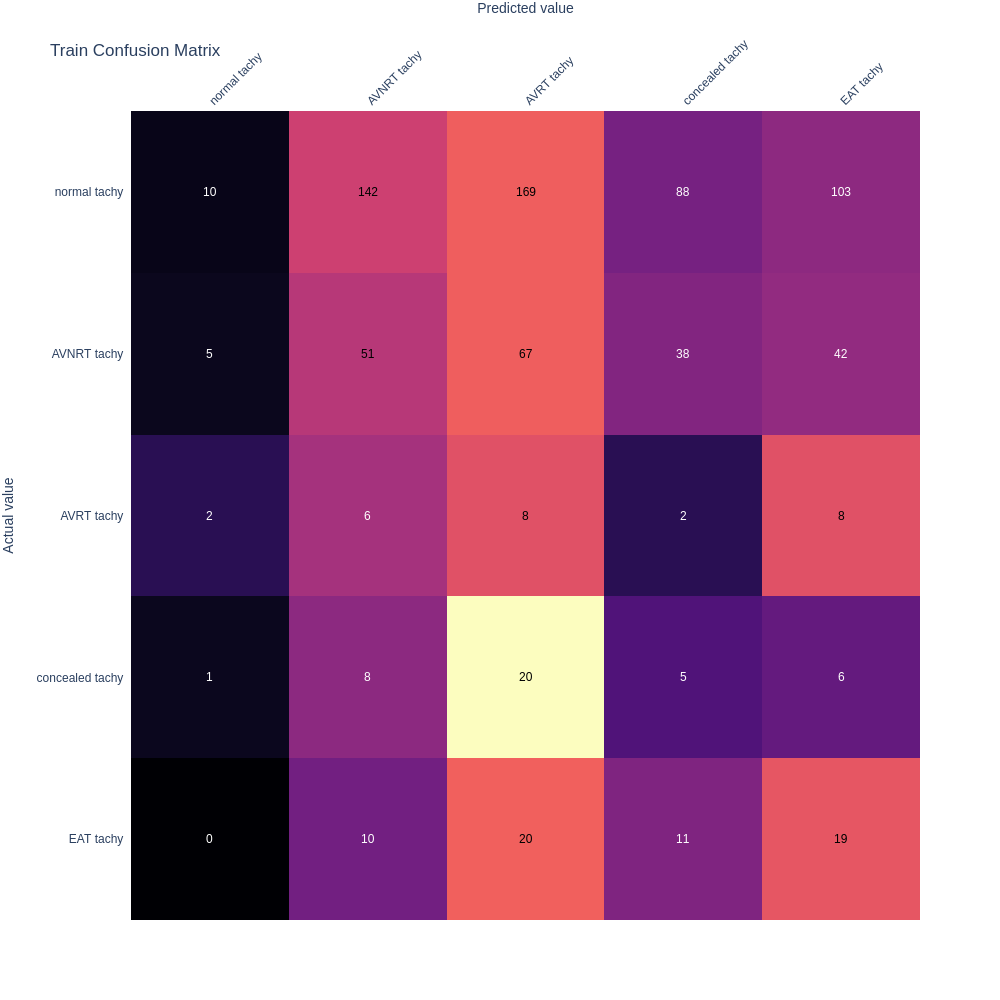 Predicted value
Train Confusion Matrix
normal tachy
AVNRT tachy
AVRT tachy
concealed tachy
EAT tachy
normal tachy 10 142 169 88 103
AVNRT tachy 5 51 67 38 42
AVRT tachy 2 6 8 2 8
concealed tachy 1 8 20 5 6
EAT tachy 0 10 20 11 19
Actual value